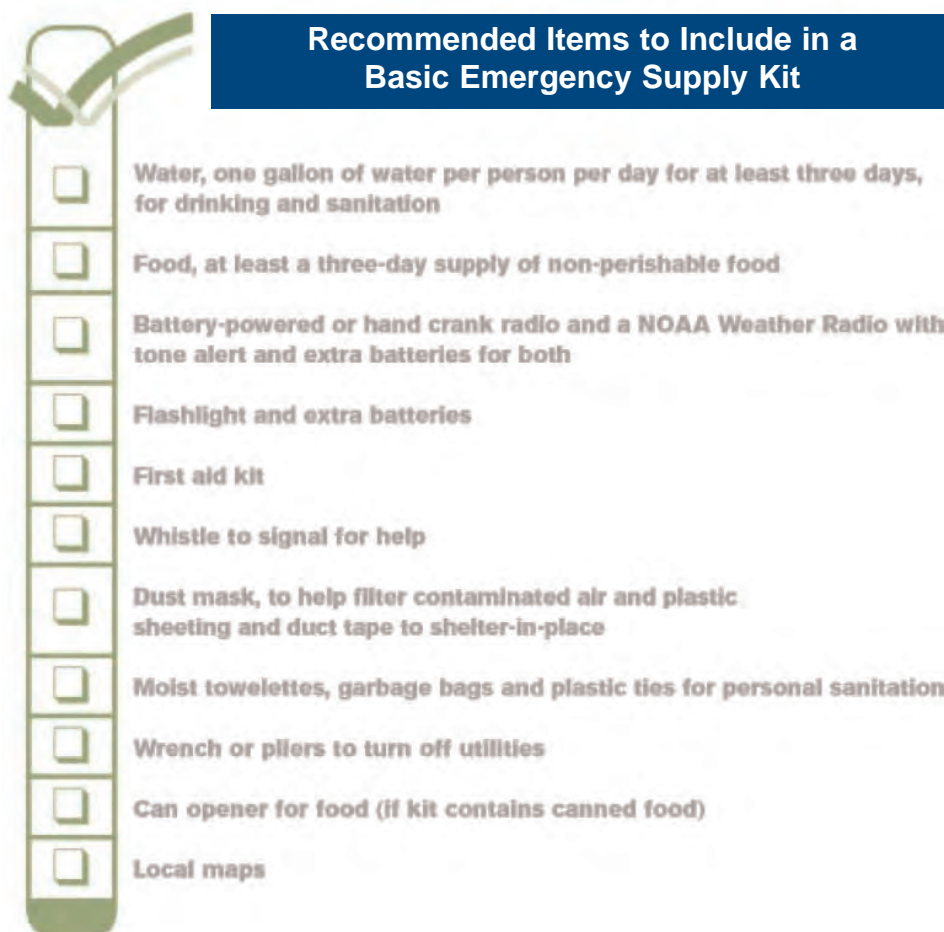 Recommended Items to Include in a
Basic Emergency Supply Kit
Water, one gallon of water per person per day for at least three days,
for drinking and sanitation
Food, at least a three-day supply of non-perishable food
Battery-powered or hand crank radio and a NOAA Weather Radio with
tone alert and extra batteries for both
Flashlight and extra batteries
First aid kit
Whistle to signal for help
Dust mask, to help filter contaminated air and plastic
sheeting and duct tape to shelter-in-place
Moist towelettes, garbage bags and plastic ties for personal sanitation
Wrench or pliers to turn off utilities
Can opener for food (if kit contains canned food)
Local maps